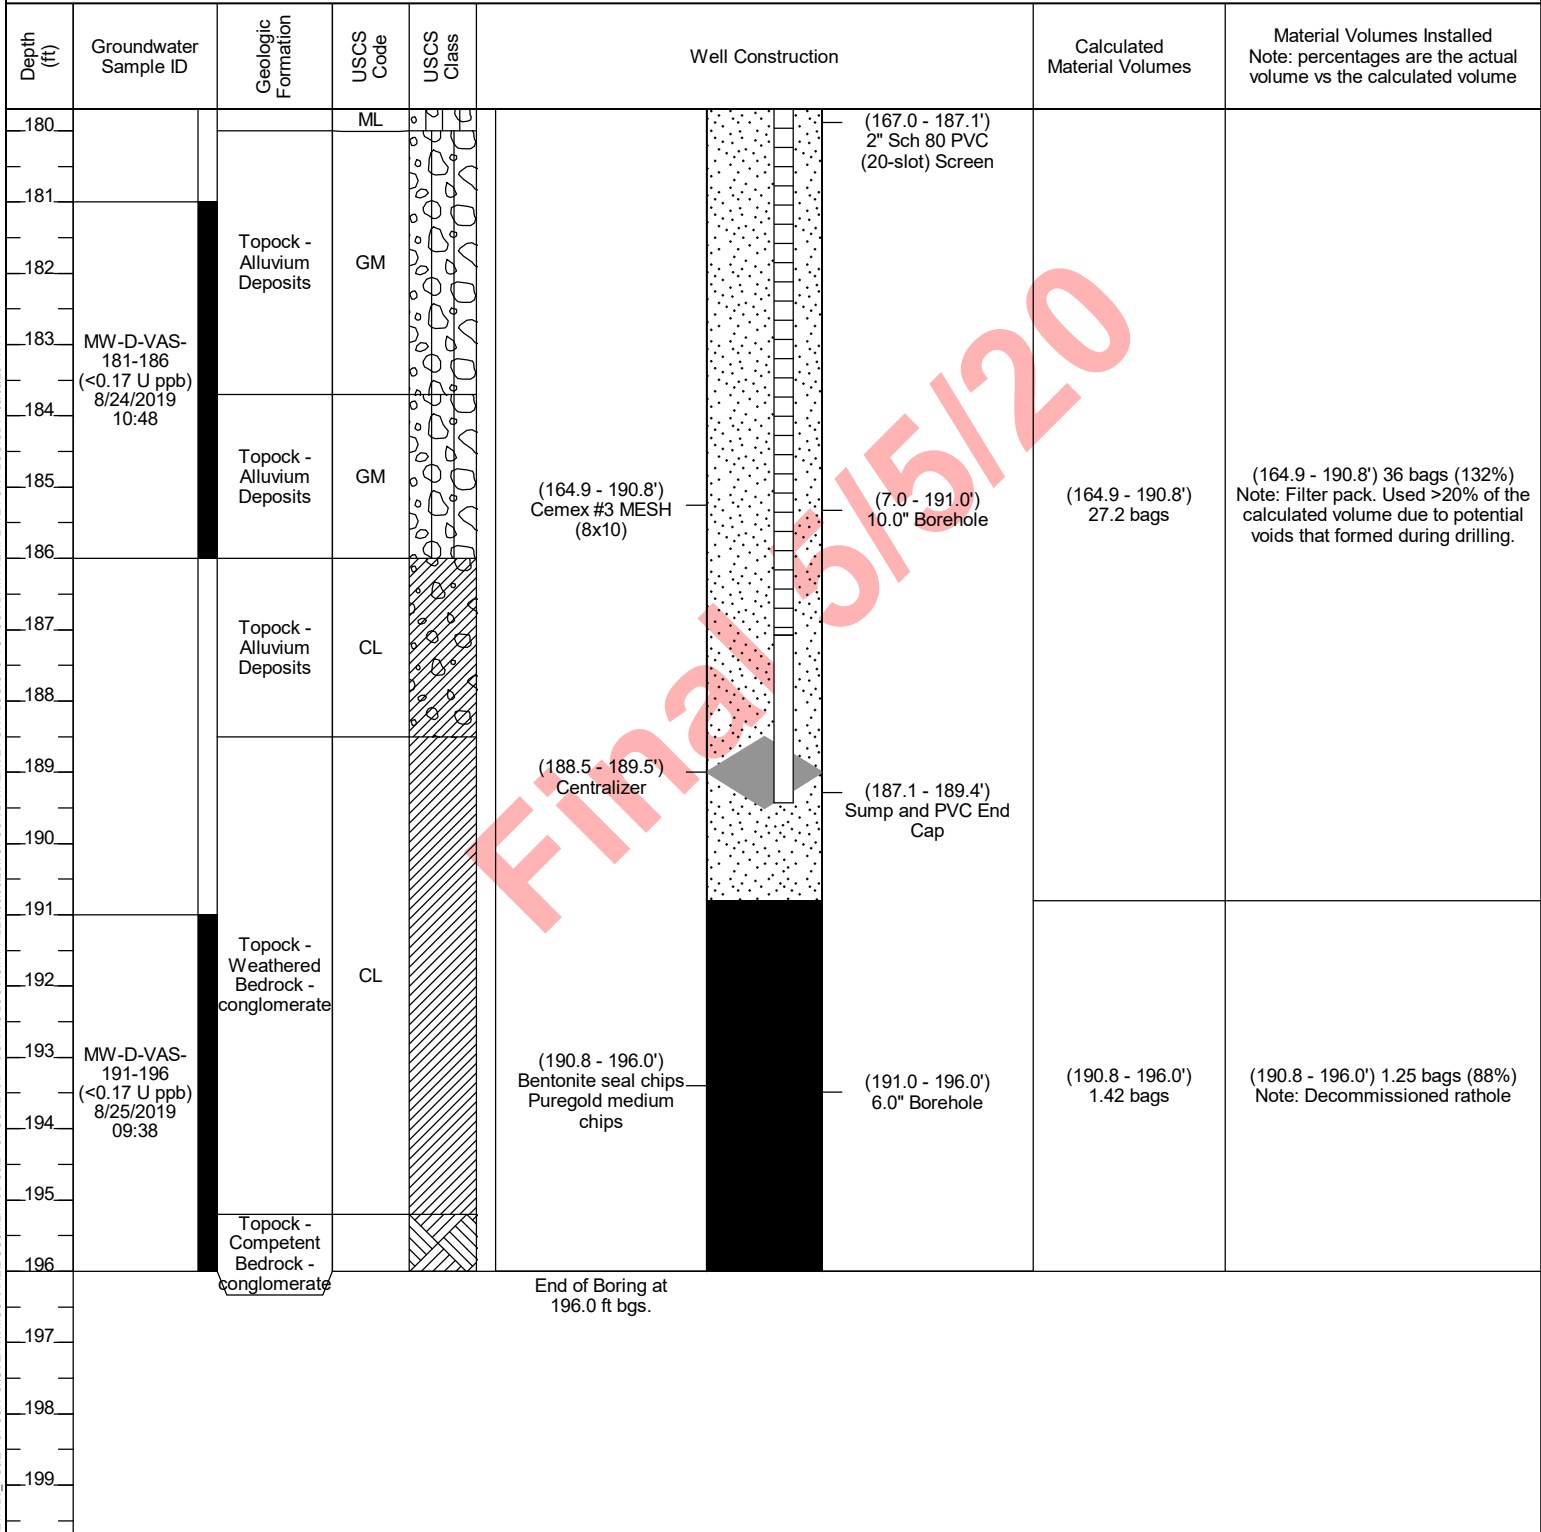 Depth
(ft)
Groundwater
Sample ID
Geologic
Formation
USCS
Code
USCS
Class
Well Construction
Calculated
Material Volumes
Material Volumes Installed
Note: percentages are the actual
volume vs the calculated volume
180
181
182
183
184
185
186
187
188
189
190
191
192
193
194
195
196
197
198
199
MW-D-VAS-
181-186
(<0.17 U ppb)
8/24/2019
10:48
MW-D-VAS-
191-196
(<0.17 U ppb)
8/25/2019
09:38
Topock -
Alluvium
Deposits
Topock -
Alluvium
Deposits
Topock -
Alluvium
Deposits
Topock -
Weathered
Bedrock -
conglomerate
Topock -
Competent
Bedrock -
conglomerate
ML
GM
GM
CL
CL
(164.9 - 190.8')
Cemex #3 MESH
(8x10)
(188.5 - 189.5')
Centralizer
(190.8 - 196.0')
Bentonite seal chips
Puregold medium
chips
End of Boring at
196.0 ft bgs.
(167.0 - 187.1')
2" Sch 80 PVC
(20-slot) Screen
(7.0 - 191.0')
10.0" Borehole
(187.1 - 189.4')
Sump and PVC End
Cap
(191.0 - 196.0')
6.0" Borehole
(164.9 - 190.8')
27.2 bags
(190.8 - 196.0')
1.42 bags
(164.9 - 190.8') 36 bags (132%)
Note: Filter pack. Used >20% of the
calculated volume due to potential
voids that formed during drilling.
(190.8 - 196.0') 1.25 bags (88%)
Note: Decommissioned rathole
Final 5/5/20